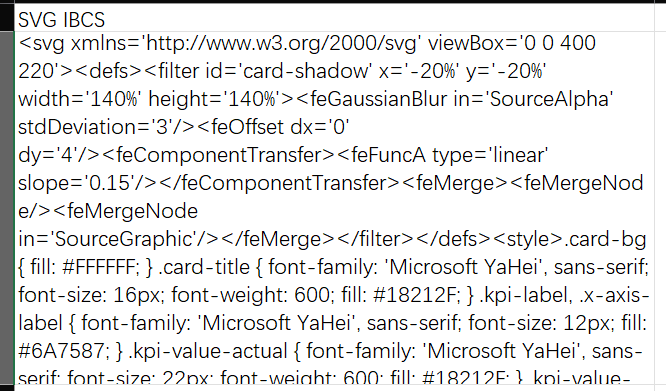 SVG IBCS
<svg xmlns='http://www.w3.org/2000/svg' viewBox='0 0 400
220'><defs><filter id='card-shadow' x='-20%' y='-20%'
width='140%' height='140%'><feGaussianBlur in='SourceAlpha'
stdDeviation='3'/><feOffset dx='0'
dy='4'/><feComponentTransfer><feFuncA type='linear'
slope='0.15'/></feComponentTransfer><feMerge><feMergeNod
e/><feMergeNode
in='SourceGraphic'/></feMerge></filter></defs><style>.card-bg
{ fill: #FFFFFF; } .card-title { font-family: 'Microsoft YaHei', sans-serif;
font-size: 16px; font-weight: 600; fill: #18212F; } .kpi-label, .x-axis-
label { font-family: 'Microsoft YaHei', sans-serif; font-size: 12px; fill:
#6A7587; } .kpi-value-actual { font-family: 'Microsoft YaHei', sans-
serif; font-size: 22px; font-weight: 600; fill: #18212F; } .kpi-value-